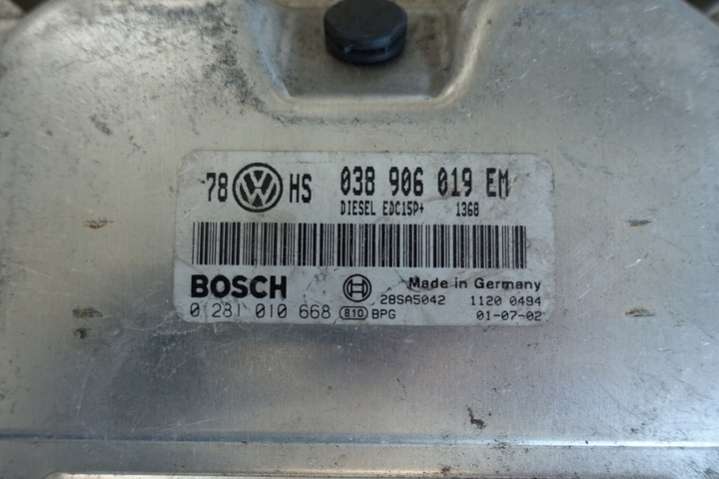 78 VW HS 038 906 019 EM
DIESEL EDC15P+ 1368
BOSCH Made in Germany
28SA5042 1120 0494
0 281 010 668 810 BPG 01-07-02